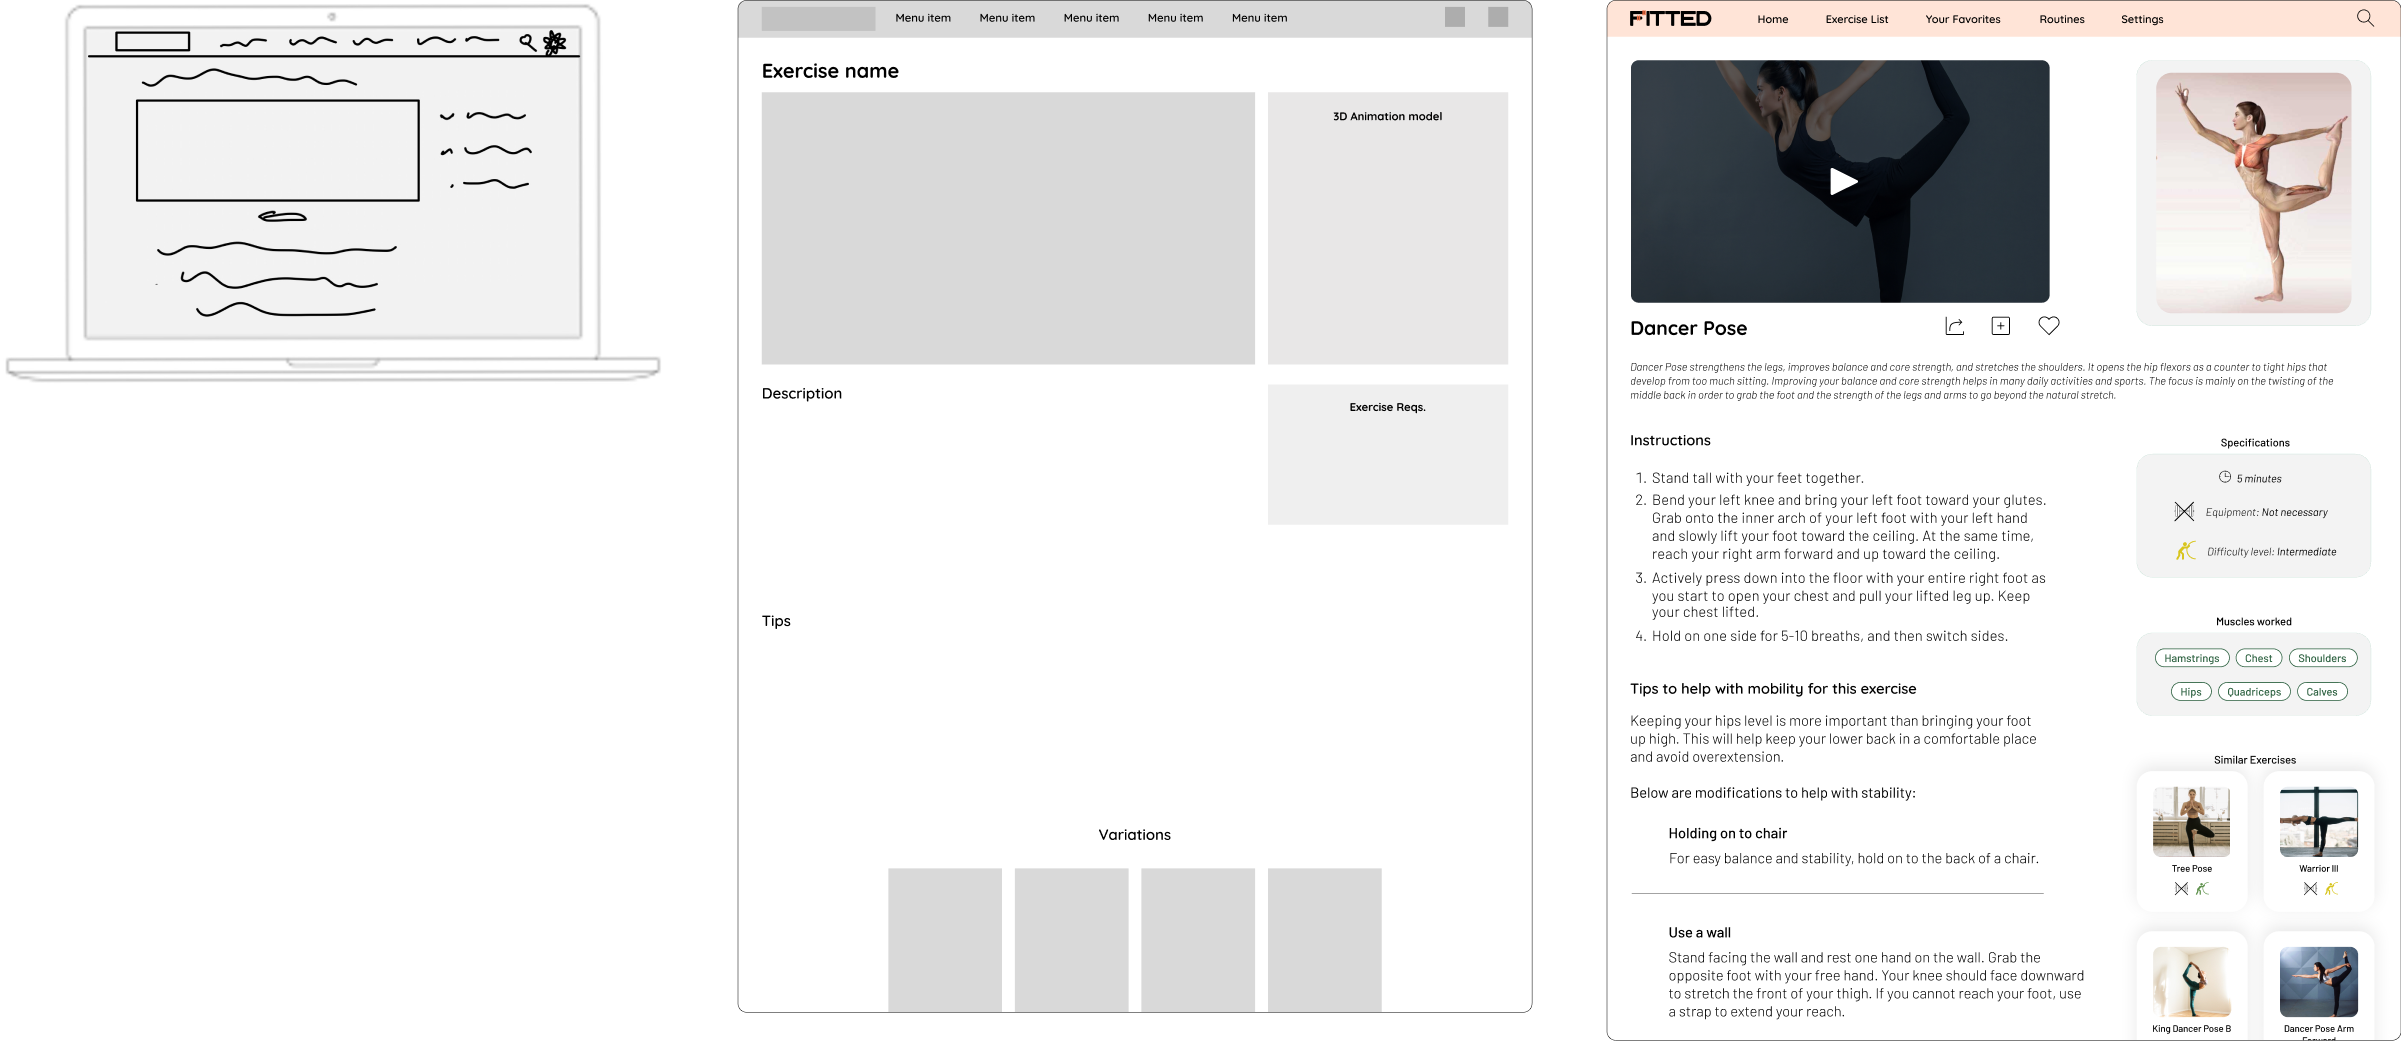 Menu item Menu item Menu item Menu item Menu item
Exercise name
3D Animation model
Description
Exercise Reqs.
Tips
Variations
FITTED Home Exercise List Your Favorites Routines Settings
Dancer Pose
Dancer Pose strengthens the legs, improves balance and core strength, and stretches the shoulders. It opens the hip flexors as a counter to tight hips that
develop from too much sitting. Improving your balance and core strength helps in many daily activities and sports. The focus is mainly on the twisting of the
middle back in order to grab the foot and the strength of the legs and arms to go beyond the natural stretch.
Instructions
1. Stand tall with your feet together.
2. Bend your left knee and bring your left foot toward your glutes.
Grab onto the inner arch of your left foot with your left hand
and slowly lift your foot toward the ceiling. At the same time,
reach your right arm forward and up toward the ceiling.
3. Actively press down into the floor with your entire right foot as
you start to open your chest and pull your lifted leg up. Keep
your chest lifted.
4. Hold on one side for 5-10 breaths, and then switch sides.
Tips to help with mobility for this exercise
Keeping your hips level is more important than bringing your foot
up high. This will help keep your lower back in a comfortable place
and avoid overextension.
Below are modifications to help with stability:
Holding on to chair
For easy balance and stability, hold on to the back of a chair.
Use a wall
Stand facing the wall and rest one hand on the wall. Grab the
opposite foot with your free hand. Your knee should face downward
to stretch the front of your thigh. If you cannot reach your foot, use
a strap to extend your reach.
Specifications
5 minutes
Equipment: Not necessary
Difficulty level: Intermediate
Muscles worked
Hamstrings Chest Shoulders
Hips Quadriceps Calves
Similar Exercises
Tree Pose Warrior III
King Dancer Pose B Dancer Pose Arm
Forward